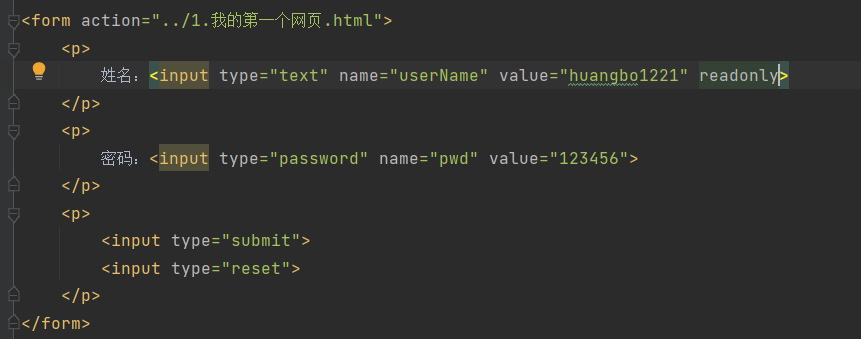 <form action="../1.我的第一个网页.html">
<p>
姓名：<input type="text" name="userName" value="huangbo1221" readonly>
</p>
<p>
密码：<input type="password" name="pwd" value="123456">
</p>
<p>
<input type="submit">
<input type="reset">
</p>
</form>